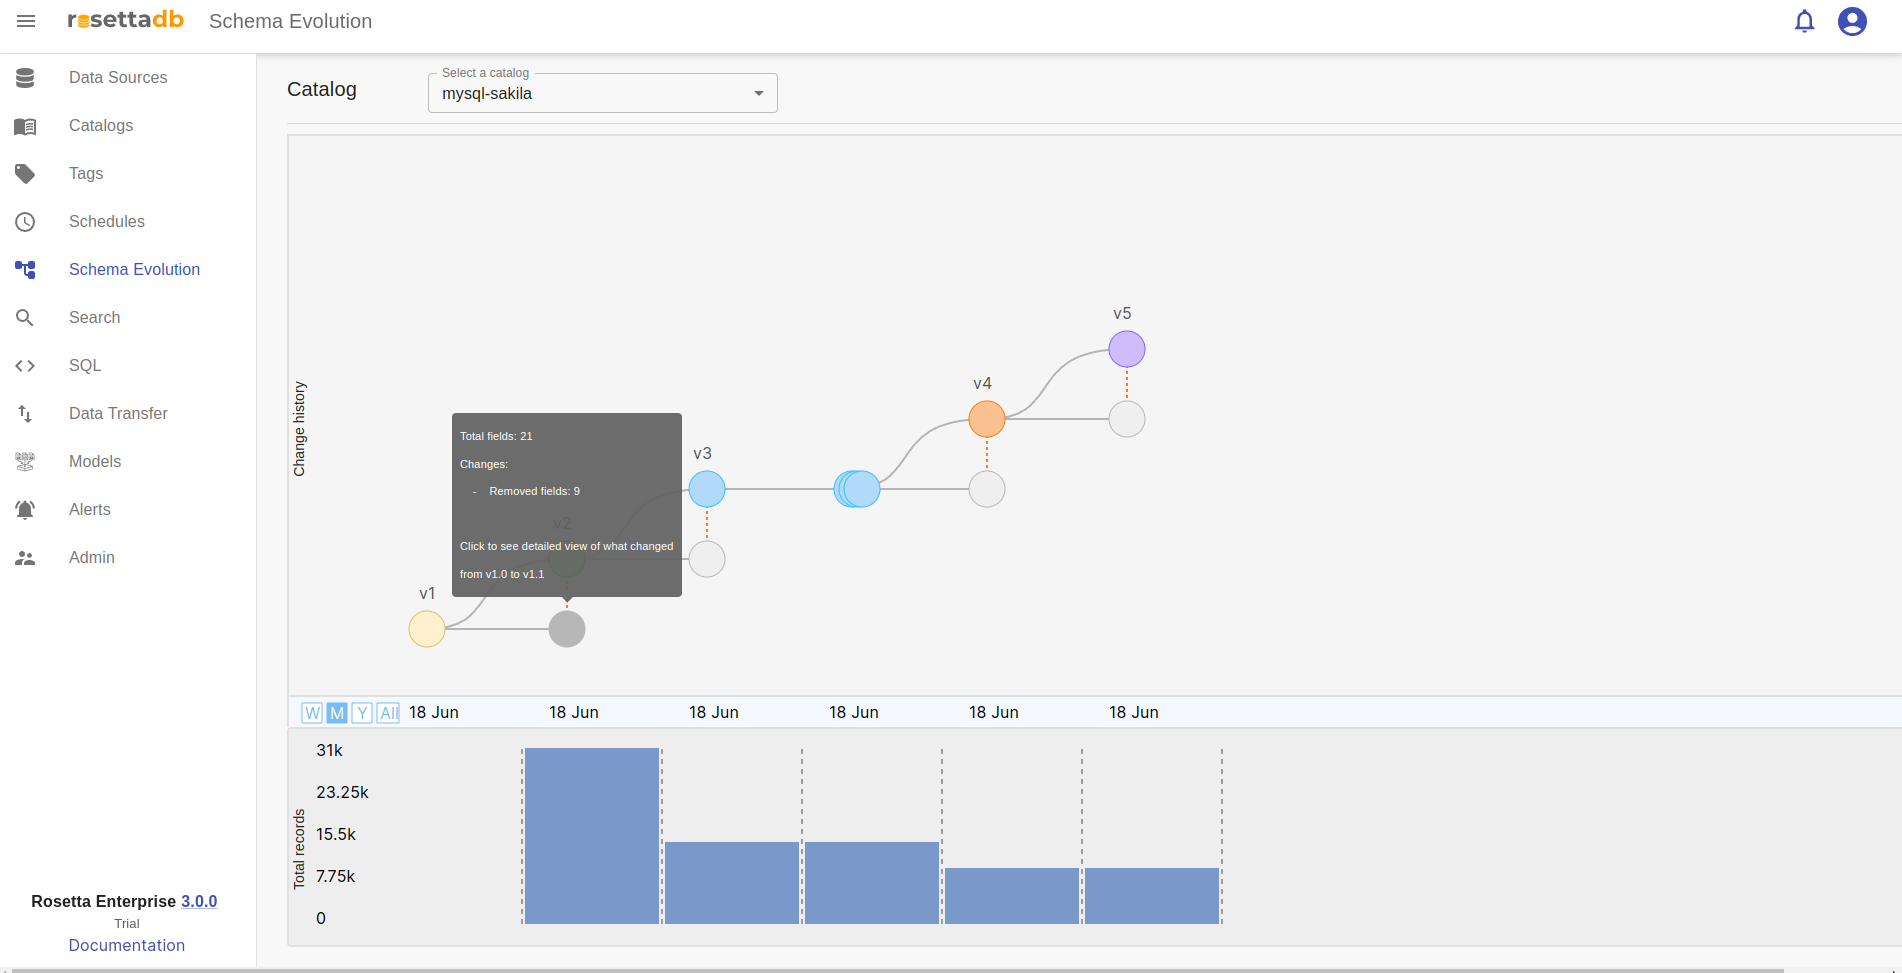 rosettadb
Schema Evolution
Data Sources
Catalogs
Tags
Schedules
Schema Evolution
Search
SQL
Data Transfer
Models
Alerts
Admin
Rosetta Enterprise 3.0.0
Trial
Documentation
Catalog
Select a catalog
mysql-sakila
Change history
v5
v4
v3
v2
v1
Total fields: 21
Changes:
- Removed fields: 9
Click to see detailed view of what changed
from v1.0 to v1.1
W M Y All 18 Jun 18 Jun 18 Jun 18 Jun 18 Jun 18 Jun
Total records
31k
23.25k
15.5k
7.75k
0